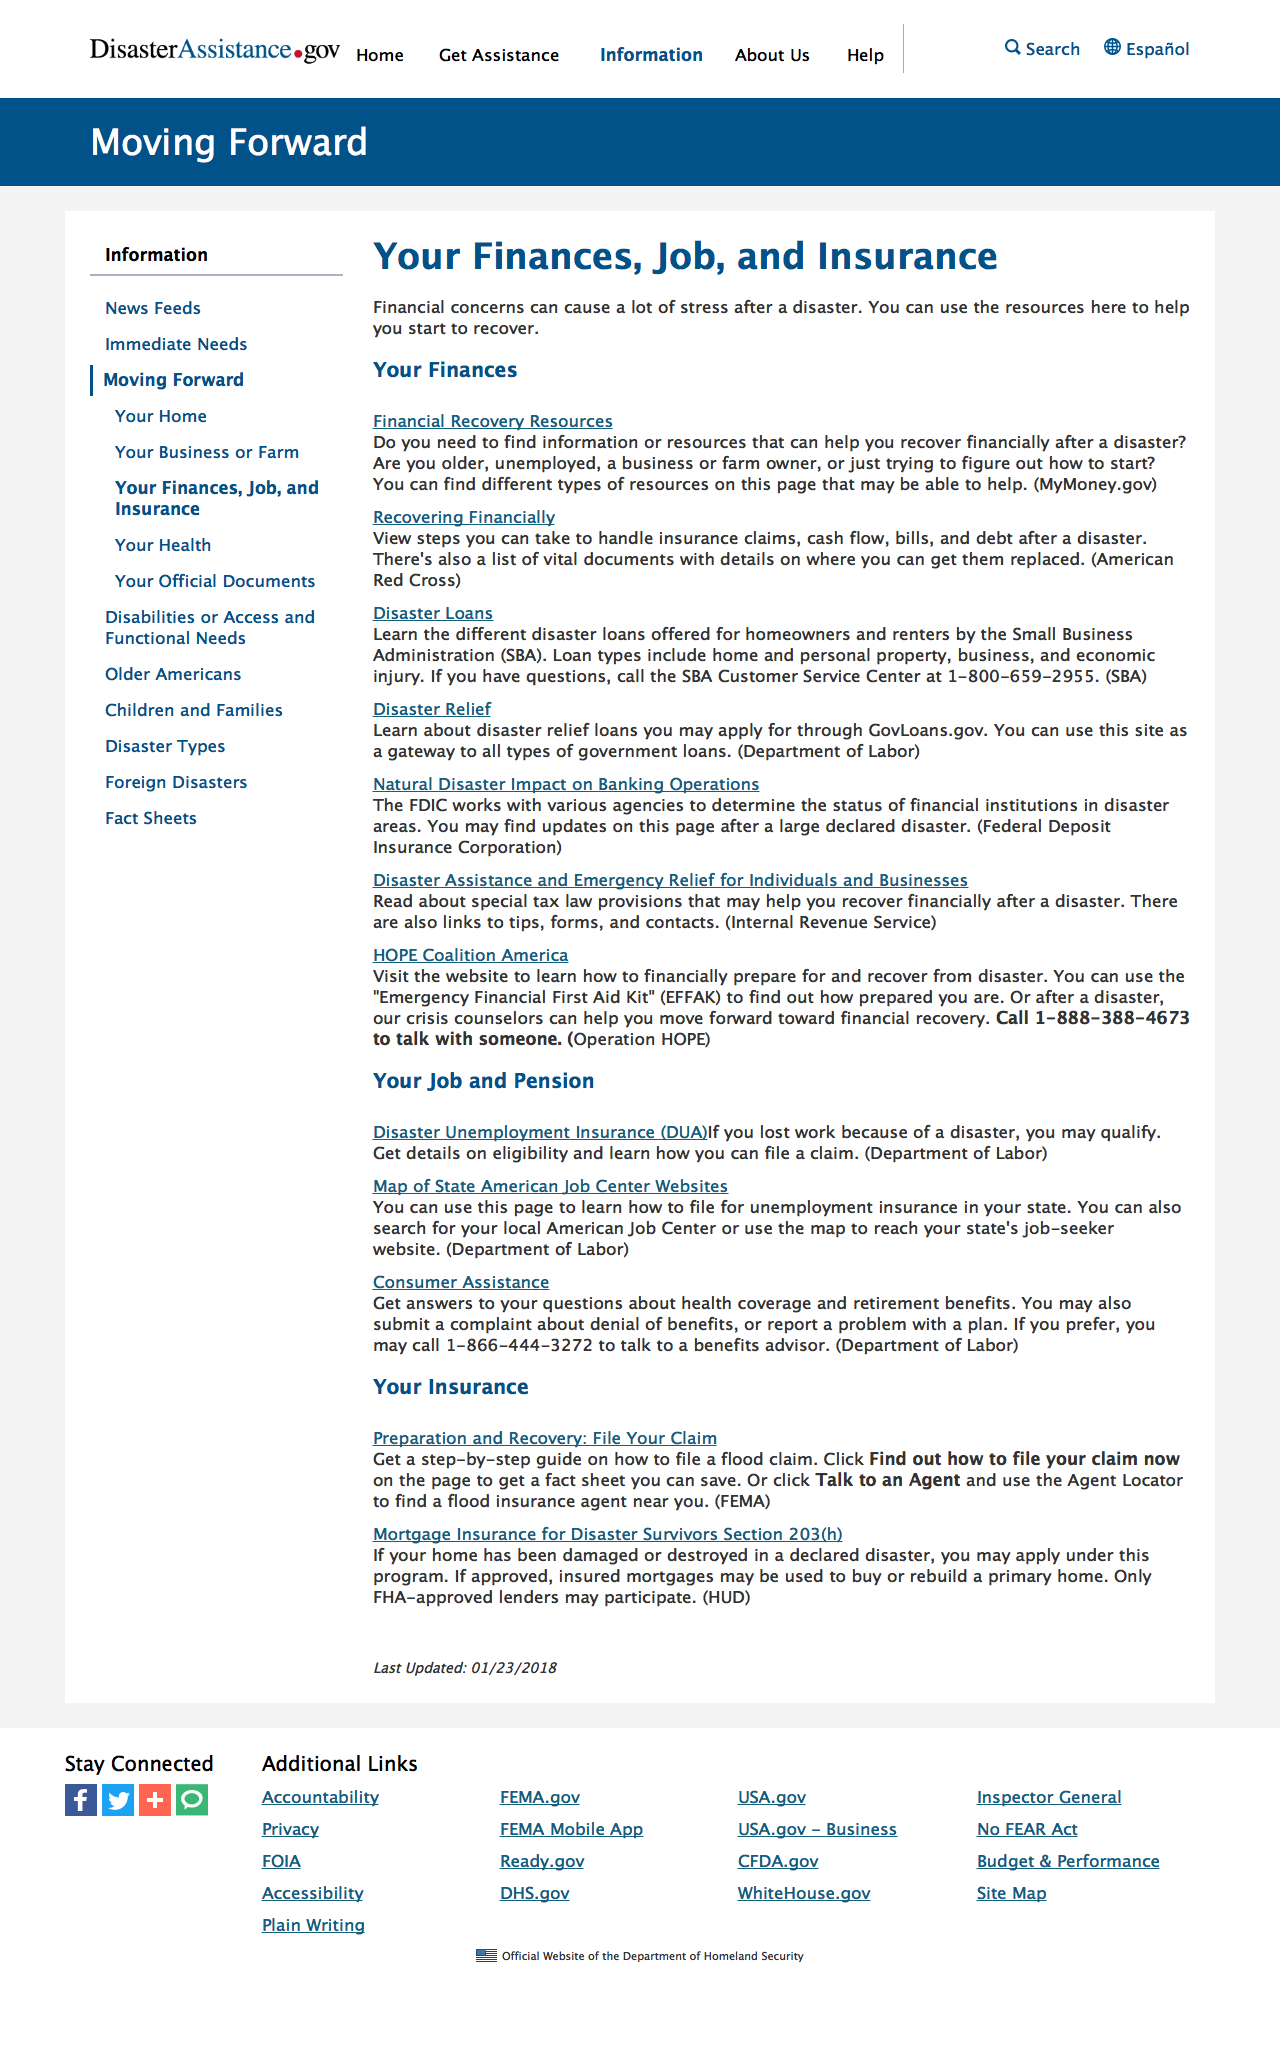 DisasterAssistance.gov
Home
Get Assistance
Information
About Us
Help
Search
Español
Moving Forward
Information
News Feeds
Immediate Needs
Moving Forward
Your Home
Your Business or Farm
Your Finances, Job, and
Insurance
Your Health
Your Official Documents
Disabilities or Access and
Functional Needs
Older Americans
Children and Families
Disaster Types
Foreign Disasters
Fact Sheets
Your Finances, Job, and Insurance
Financial concerns can cause a lot of stress after a disaster. You can use the resources here to help
you start to recover.
Your Finances
Financial Recovery Resources
Do you need to find information or resources that can help you recover financially after a disaster?
Are you older, unemployed, a business or farm owner, or just trying to figure out how to start?
You can find different types of resources on this page that may be able to help. (MyMoney.gov)
Recovering Financially
View steps you can take to handle insurance claims, cash flow, bills, and debt after a disaster.
There's also a list of vital documents with details on where you can get them replaced. (American
Red Cross)
Disaster Loans
Learn the different disaster loans offered for homeowners and renters by the Small Business
Administration (SBA). Loan types include home and personal property, business, and economic
injury. If you have questions, call the SBA Customer Service Center at 1-800-659-2955. (SBA)
Disaster Relief
Learn about disaster relief loans you may apply for through GovLoans.gov. You can use this site as
a gateway to all types of government loans. (Department of Labor)
Natural Disaster Impact on Banking Operations
The FDIC works with various agencies to determine the status of financial institutions in disaster
areas. You may find updates on this page after a large declared disaster. (Federal Deposit
Insurance Corporation)
Disaster Assistance and Emergency Relief for Individuals and Businesses
Read about special tax law provisions that may help you recover financially after a disaster. There
are also links to tips, forms, and contacts. (Internal Revenue Service)
HOPE Coalition America
Visit the website to learn how to financially prepare for and recover from disaster. You can use the
"Emergency Financial First Aid Kit" (EFFAK) to find out how prepared you are. Or after a disaster,
our crisis counselors can help you move forward toward financial recovery. Call 1-888-388-4673
to talk with someone. (Operation HOPE)
Your Job and Pension
Disaster Unemployment Insurance (DUA)If you lost work because of a disaster, you may qualify.
Get details on eligibility and learn how you can file a claim. (Department of Labor)
Map of State American Job Center Websites
You can use this page to learn how to file for unemployment insurance in your state. You can also
search for your local American Job Center or use the map to reach your state's job-seeker
website. (Department of Labor)
Consumer Assistance
Get answers to your questions about health coverage and retirement benefits. You may also
submit a complaint about denial of benefits, or report a problem with a plan. If you prefer, you
may call 1-866-444-3272 to talk to a benefits advisor. (Department of Labor)
Your Insurance
Preparation and Recovery: File Your Claim
Get a step-by-step guide on how to file a flood claim. Click Find out how to file your claim now
on the page to get a fact sheet you can save. Or click Talk to an Agent and use the Agent Locator
to find a flood insurance agent near you. (FEMA)
Mortgage Insurance for Disaster Survivors Section 203(h)
If your home has been damaged or destroyed in a declared disaster, you may apply under this
program. If approved, insured mortgages may be used to buy or rebuild a primary home. Only
FHA-approved lenders may participate. (HUD)
Last Updated: 01/23/2018
Stay Connected
Additional Links
Accountability
Privacy
FOIA
Accessibility
Plain Writing
FEMA.gov
FEMA Mobile App
Ready.gov
DHS.gov
USA.gov
USA.gov - Business
CFDA.gov
WhiteHouse.gov
Inspector General
No FEAR Act
Budget & Performance
Site Map
Official Website of the Department of Homeland Security